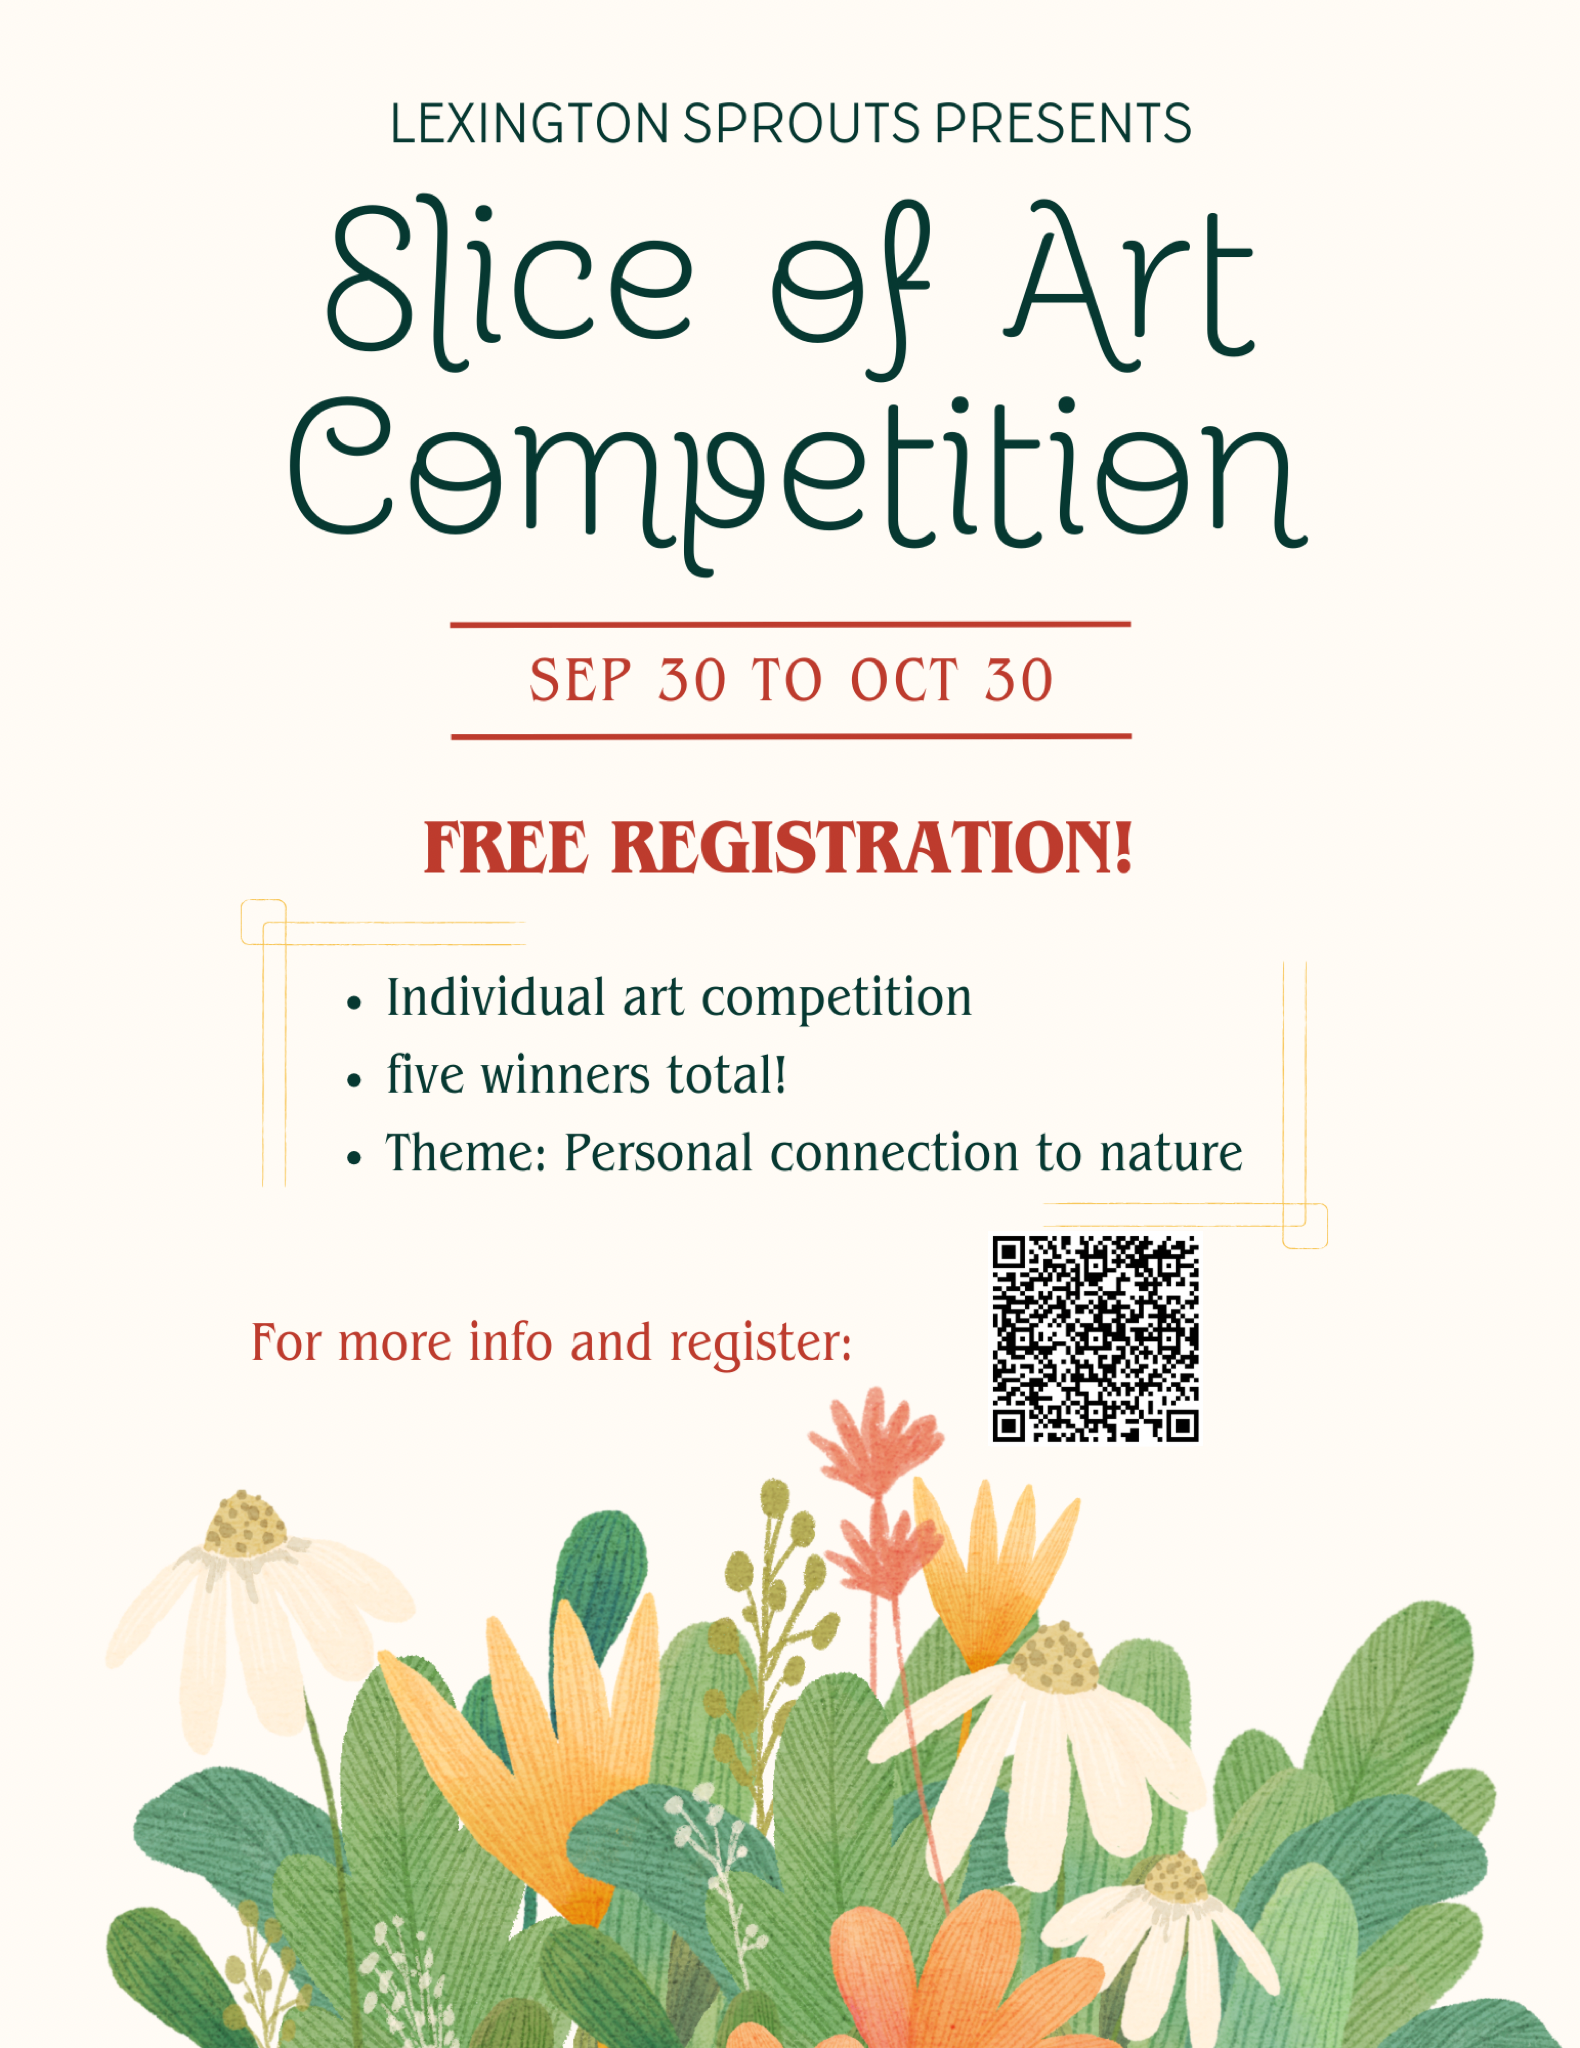 LEXINGTON SPROUTS PRESENTS
Slice of Art
Competition
SEP 30 TO OCT 30
FREE REGISTRATION!
• Individual art competition
• five winners total!
• Theme: Personal connection to nature
For more info and register: